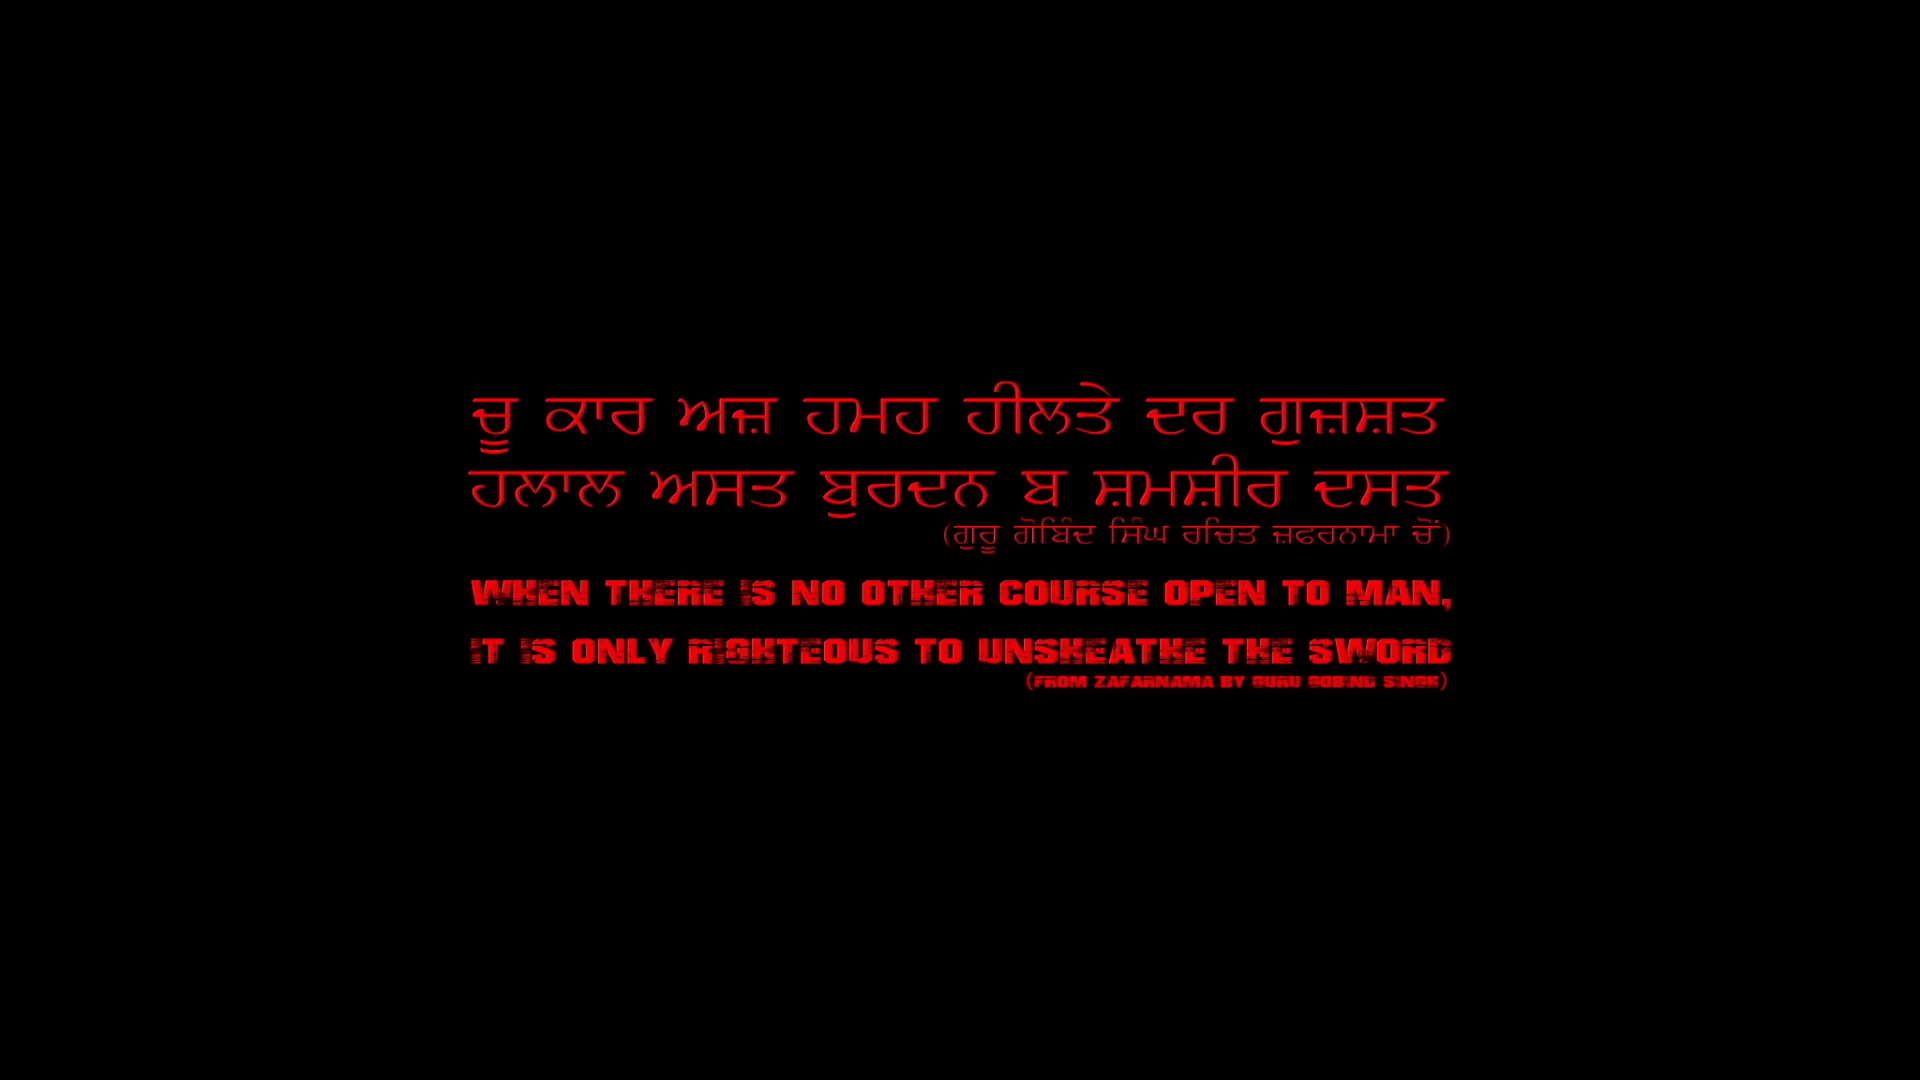 ਚੂ ਕਾਰ ਅਜ਼ ਹਮਹ ਹੀਲਤੇ ਦਰ ਗੁਜ਼ਸ਼ਤ
ਹਲਾਲ ਅਸਤ ਬੁਰਦਨ ਬ ਸ਼ਮਸ਼ੀਰ ਦਸਤ
(ਗੁਰੂ ਗੋਬਿੰਦ ਸਿੰਘ ਰਚਿਤ ਜ਼ਫਰਨਾਮਾ ਚੋਂ)
WHEN THERE IS NO OTHER COURSE OPEN TO MAN,
IT IS ONLY RIGHTEOUS TO UNSHEATHE THE SWORD
(FROM ZAFARNAMA BY GURU GOBIND SINGH)